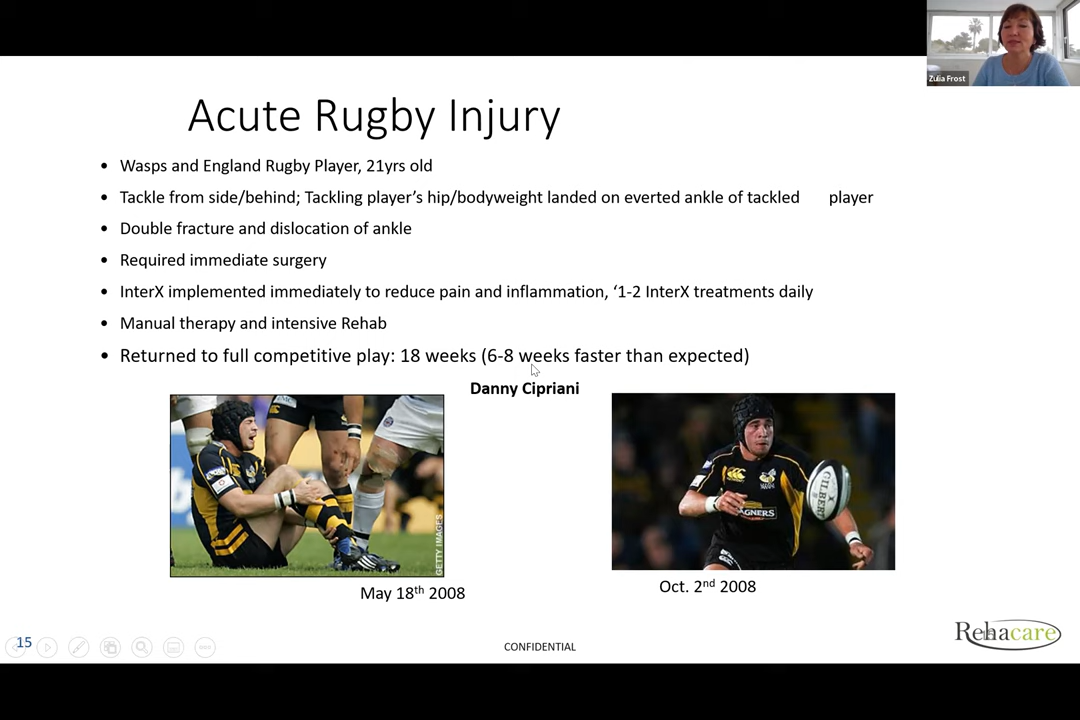 Zulia Frost
Acute Rugby Injury
• Wasps and England Rugby Player, 21yrs old
• Tackle from side/behind; Tackling player’s hip/bodyweight landed on everted ankle of tackled player
• Double fracture and dislocation of ankle
• Required immediate surgery
• InterX implemented immediately to reduce pain and inflammation, ‘1-2 InterX treatments daily
• Manual therapy and intensive Rehab
• Returned to full competitive play: 18 weeks (6-8 weeks faster than expected)
Danny Cipriani
GETTY IMAGES
GILBERT
May 18th 2008
Oct. 2nd 2008
15
CONFIDENTIAL
Rehacare